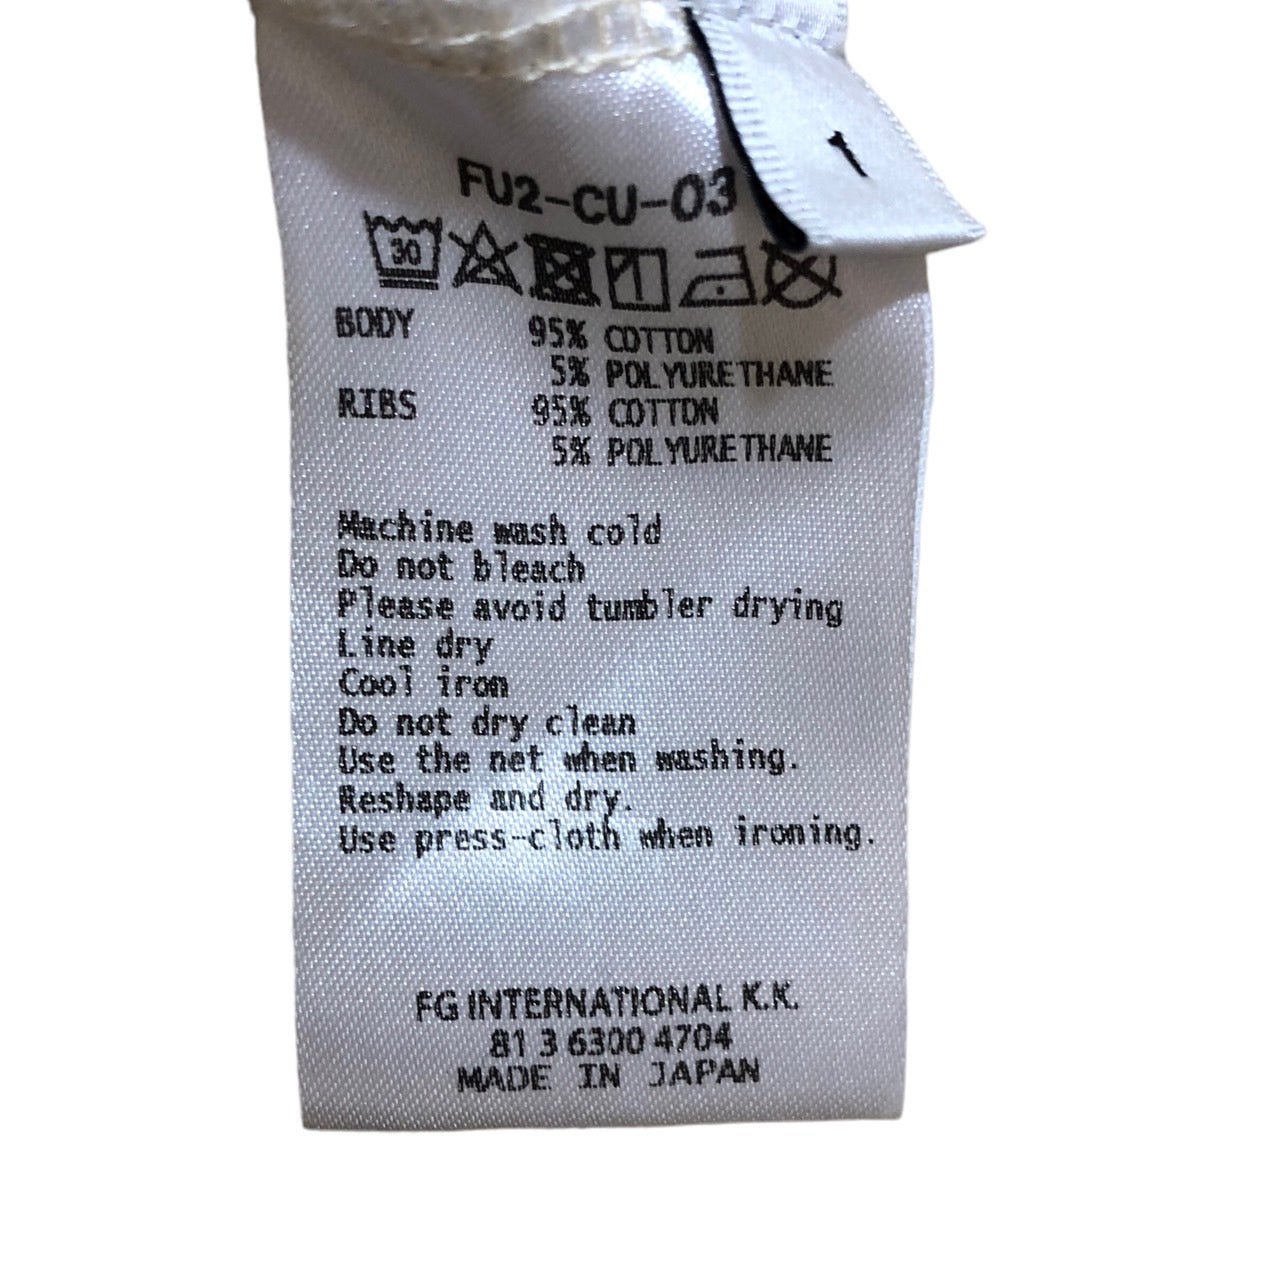 1
FU2-CU-03
30
BODY 95% COTTON
5% POLYURETHANE
RIBS 95% COTTON
5% POLYURETHANE
Machine wash cold
Do not bleach
Please avoid tumbler drying
Line dry
Cool iron
Do not dry clean
Use the net when washing.
Reshape and dry.
Use press-cloth when ironing.
FG INTERNATIONAL K.K.
81 3 6300 4704
MADE IN JAPAN